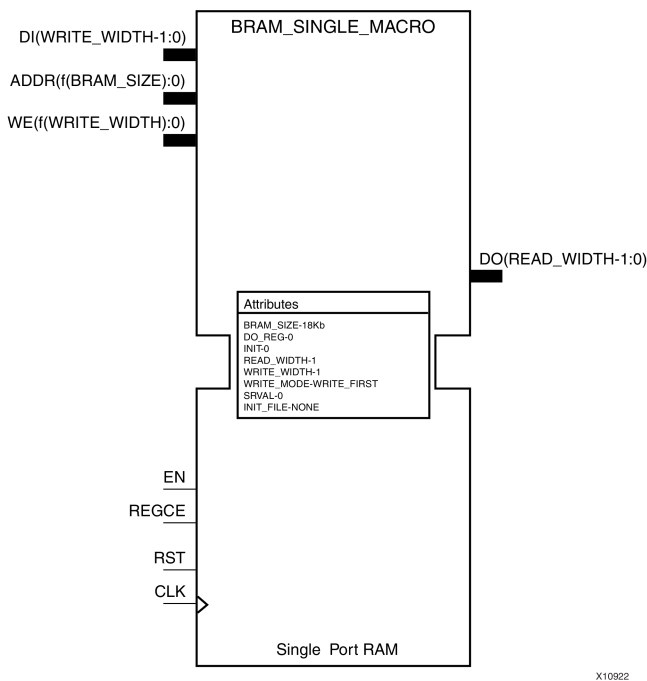 BRAM_SINGLE_MACRO
DI(WRITE_WIDTH-1:0)
ADDR(f(BRAM_SIZE):0)
WE(f(WRITE_WIDTH):0)
DO(READ_WIDTH-1:0)
Attributes
BRAM_SIZE-18Kb
DO_REG-0
INIT-0
READ_WIDTH-1
WRITE_WIDTH-1
WRITE_MODE-WRITE_FIRST
SRVAL-0
INIT_FILE-NONE
EN
REGCE
RST
CLK
Single Port RAM
X10922